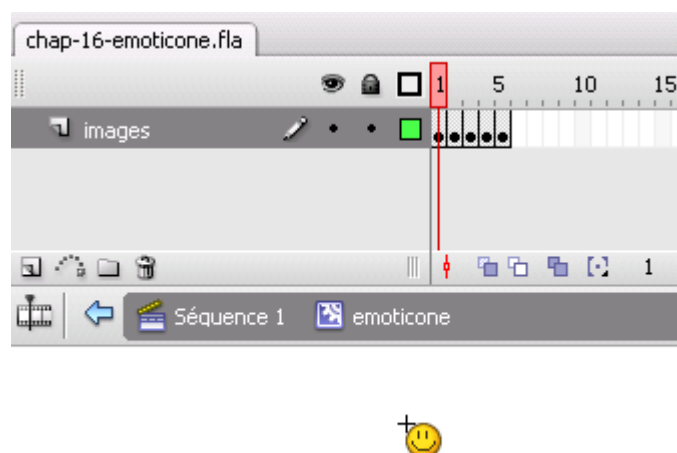 chap-16-emoticone.fla
1 5 10 15
images
1
Séquence 1 emoticone